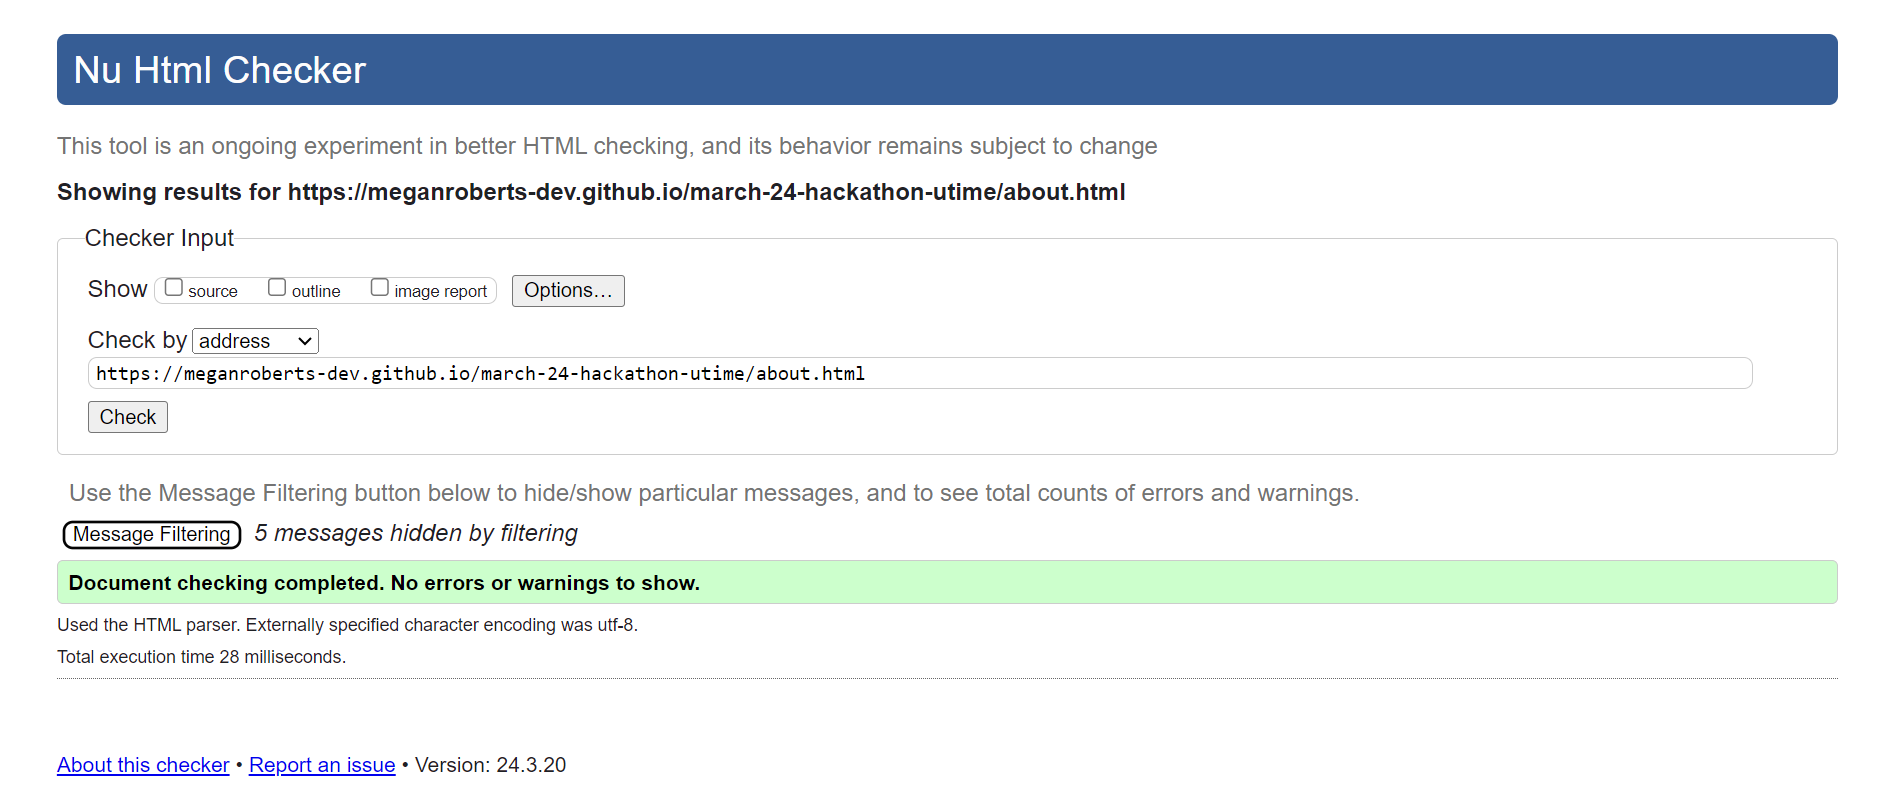 Nu Html Checker
This tool is an ongoing experiment in better HTML checking, and its behavior remains subject to change
Showing results for https://meganroberts-dev.github.io/march-24-hackathon-utime/about.html
Checker Input
Show source outline image report Options...
Check by address
https://meganroberts-dev.github.io/march-24-hackathon-utime/about.html
Check
Use the Message Filtering button below to hide/show particular messages, and to see total counts of errors and warnings.
Message Filtering 5 messages hidden by filtering
Document checking completed. No errors or warnings to show.
Used the HTML parser. Externally specified character encoding was utf-8.
Total execution time 28 milliseconds.
About this checker • Report an issue • Version: 24.3.20